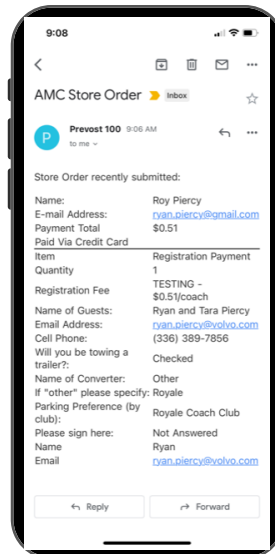 9:08
AMC Store Order Inbox
P
Prevost 100 9:06 AM
to me
Store Order recently submitted:
Name: Roy Piercy
E-mail Address: ryan.piercy@gmail.com
Payment Total $0.51
Paid Via Credit Card
Item Registration Payment
Quantity 1
Registration Fee TESTING - $0.51/coach
Name of Guests: Ryan and Tara Piercy
Email Address: ryan.piercy@volvo.com
Cell Phone: (336) 389-7856
Will you be towing a trailer?: Checked
Name of Converter: Other
If "other" please specify: Royale
Parking Preference (by club): Royale Coach Club
Please sign here: Not Answered
Name Ryan
Email ryan.piercy@volvo.com
Reply Forward